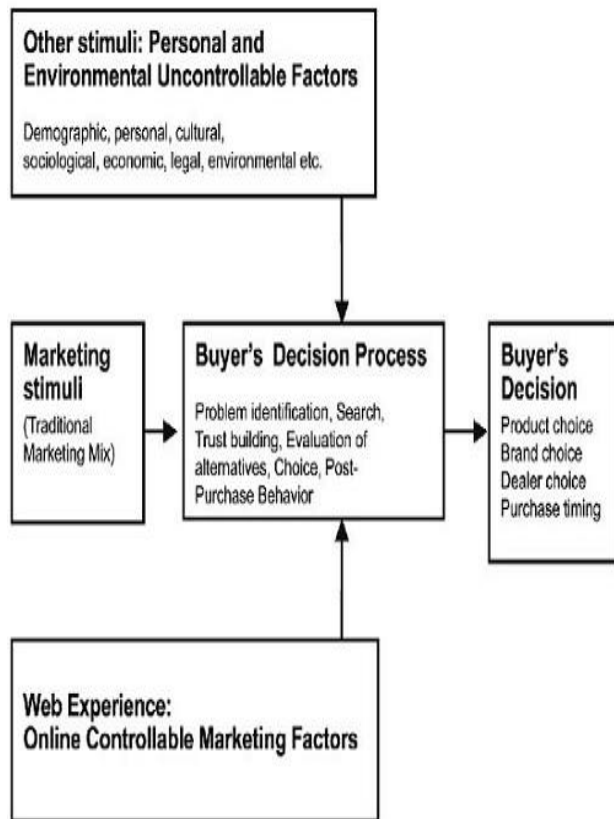 Other stimuli: Personal and
Environmental Uncontrollable Factors
Demographic, personal, cultural,
sociological, economic, legal, environmental etc.
Marketing
stimuli
(Traditional
Marketing Mix)
Buyer's Decision Process
Problem identification, Search,
Trust building, Evaluation of
alternatives, Choice, Post-
Purchase Behavior
Buyer's
Decision
Product choice
Brand choice
Dealer choice
Purchase timing
Web Experience:
Online Controllable Marketing Factors